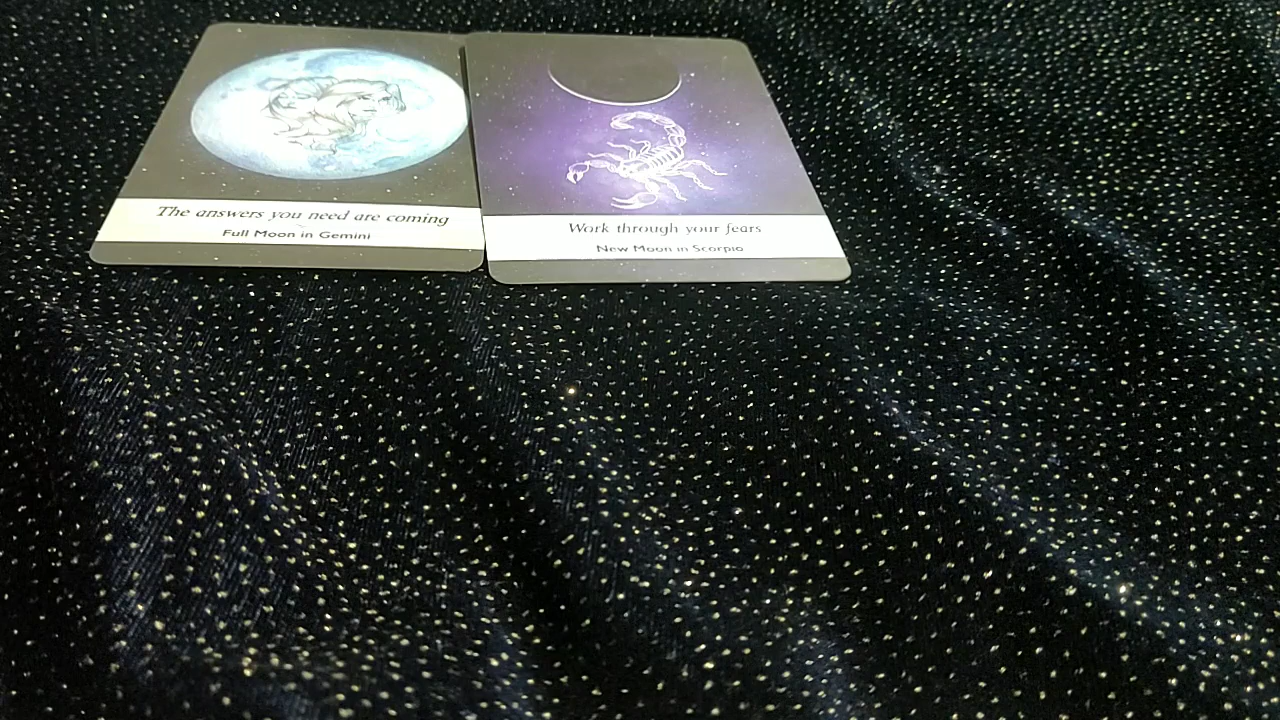 The answers you need are coming
Full Moon in Gemini
Work through your fears
New Moon in Scorpio